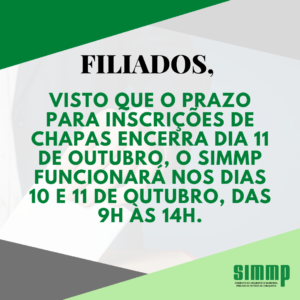 FILIADOS,
VISTO QUE O PRAZO
PARA INSCRIÇÕES DE
CHAPAS ENCERRA DIA 11
DE OUTUBRO, O SIMMP
FUNCIONARÁ NOS DIAS
10 E 11 DE OUTUBRO, DAS
9H ÀS 14H.
SIMMP